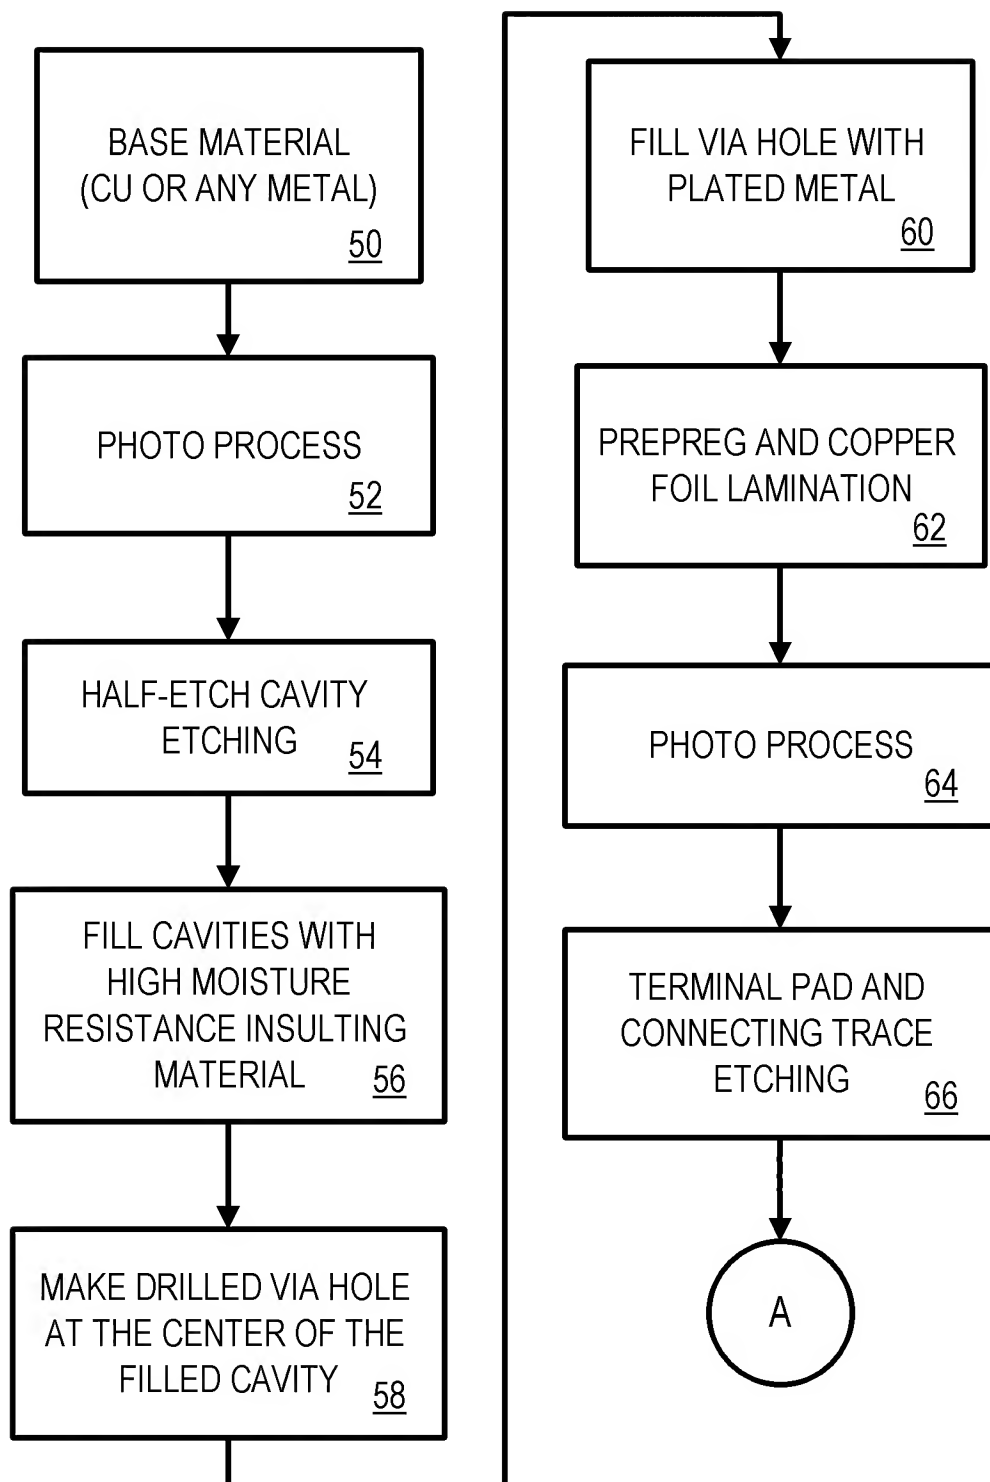 BASE MATERIAL
(CU OR ANY METAL)
50
PHOTO PROCESS
52
HALF-ETCH CAVITY
ETCHING
54
FILL CAVITIES WITH
HIGH MOISTURE
RESISTANCE INSULTING
MATERIAL
56
MAKE DRILLED VIA HOLE
AT THE CENTER OF THE
FILLED CAVITY
58
FILL VIA HOLE WITH
PLATED METAL
60
PREPREG AND COPPER
FOIL LAMINATION
62
PHOTO PROCESS
64
TERMINAL PAD AND
CONNECTING TRACE
ETCHING
66
A